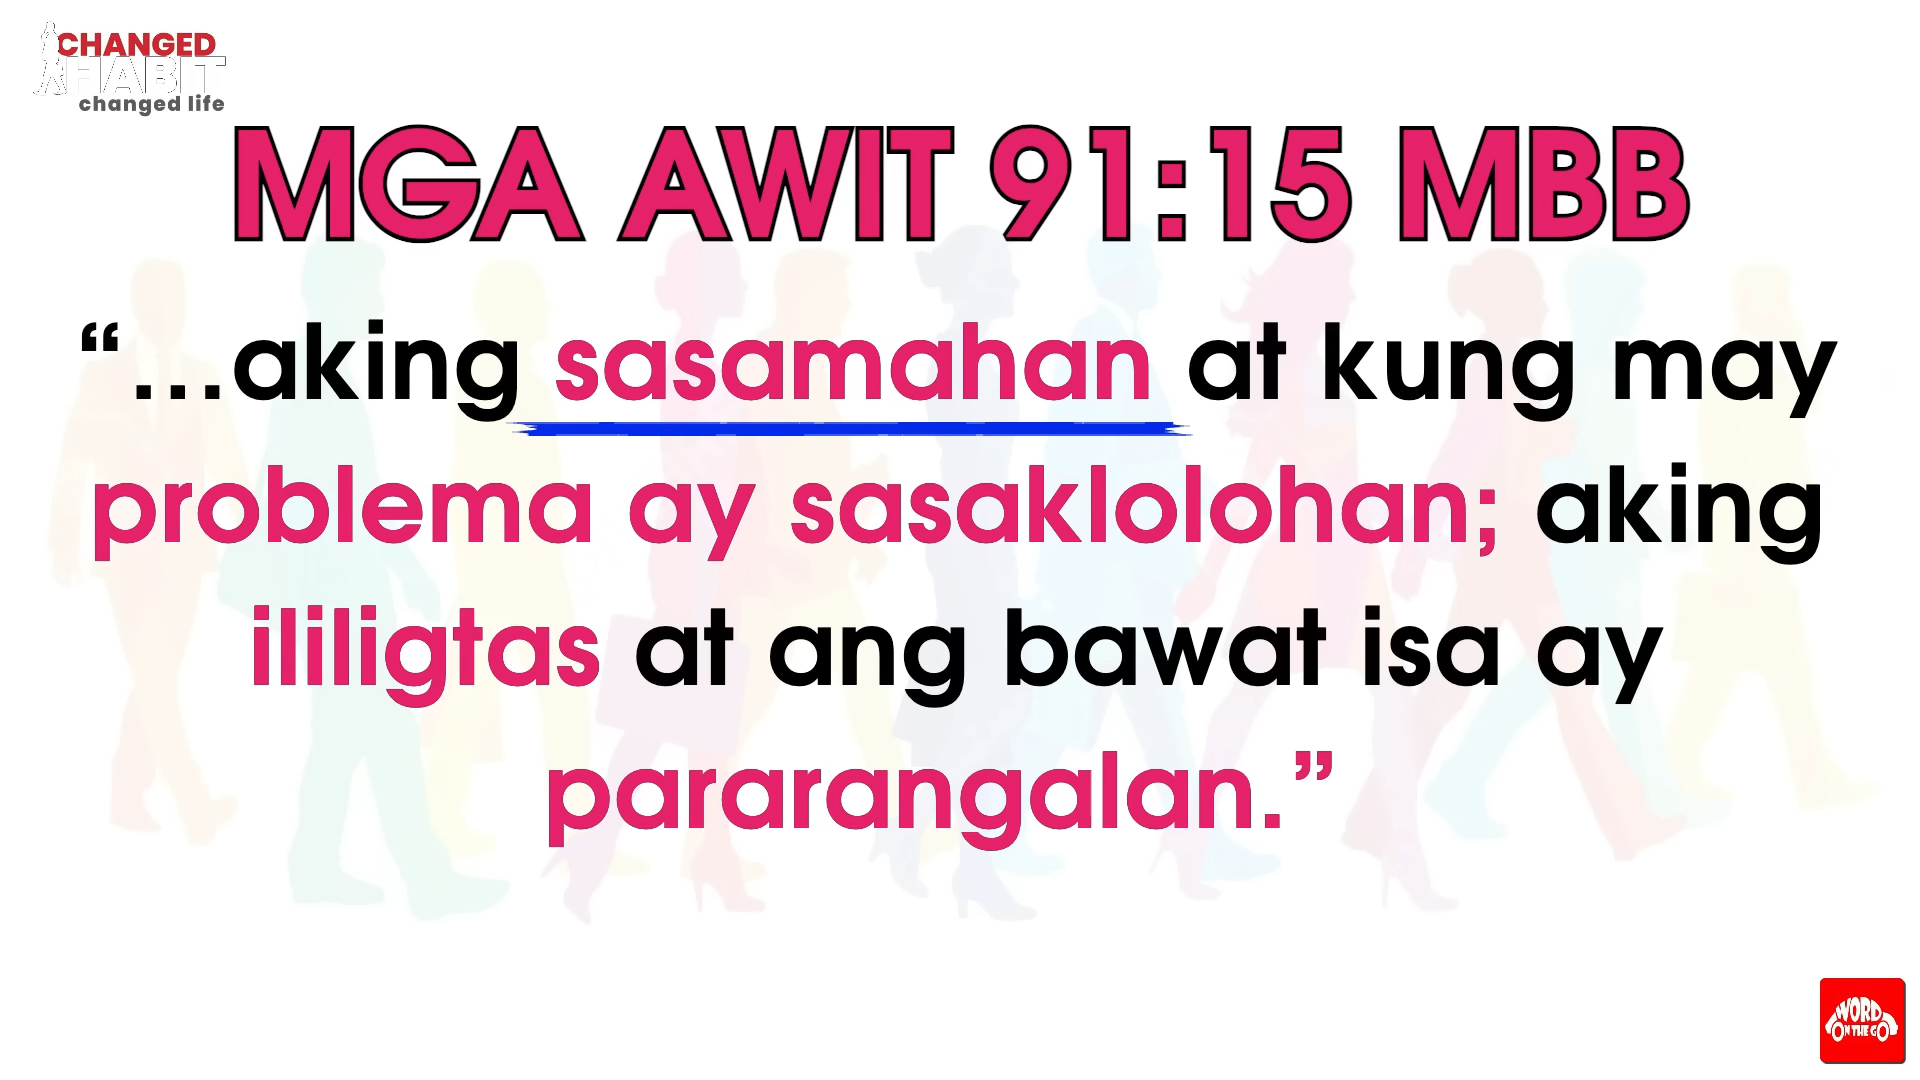 CHANGED
HABIT
changed life
MGA AWIT 91:15 MBB
“...aking sasamahan at kung may
problema ay sasaklolohan; aking
ililigtas at ang bawat isa ay
pararangalan.”
WORD
ON THE GO